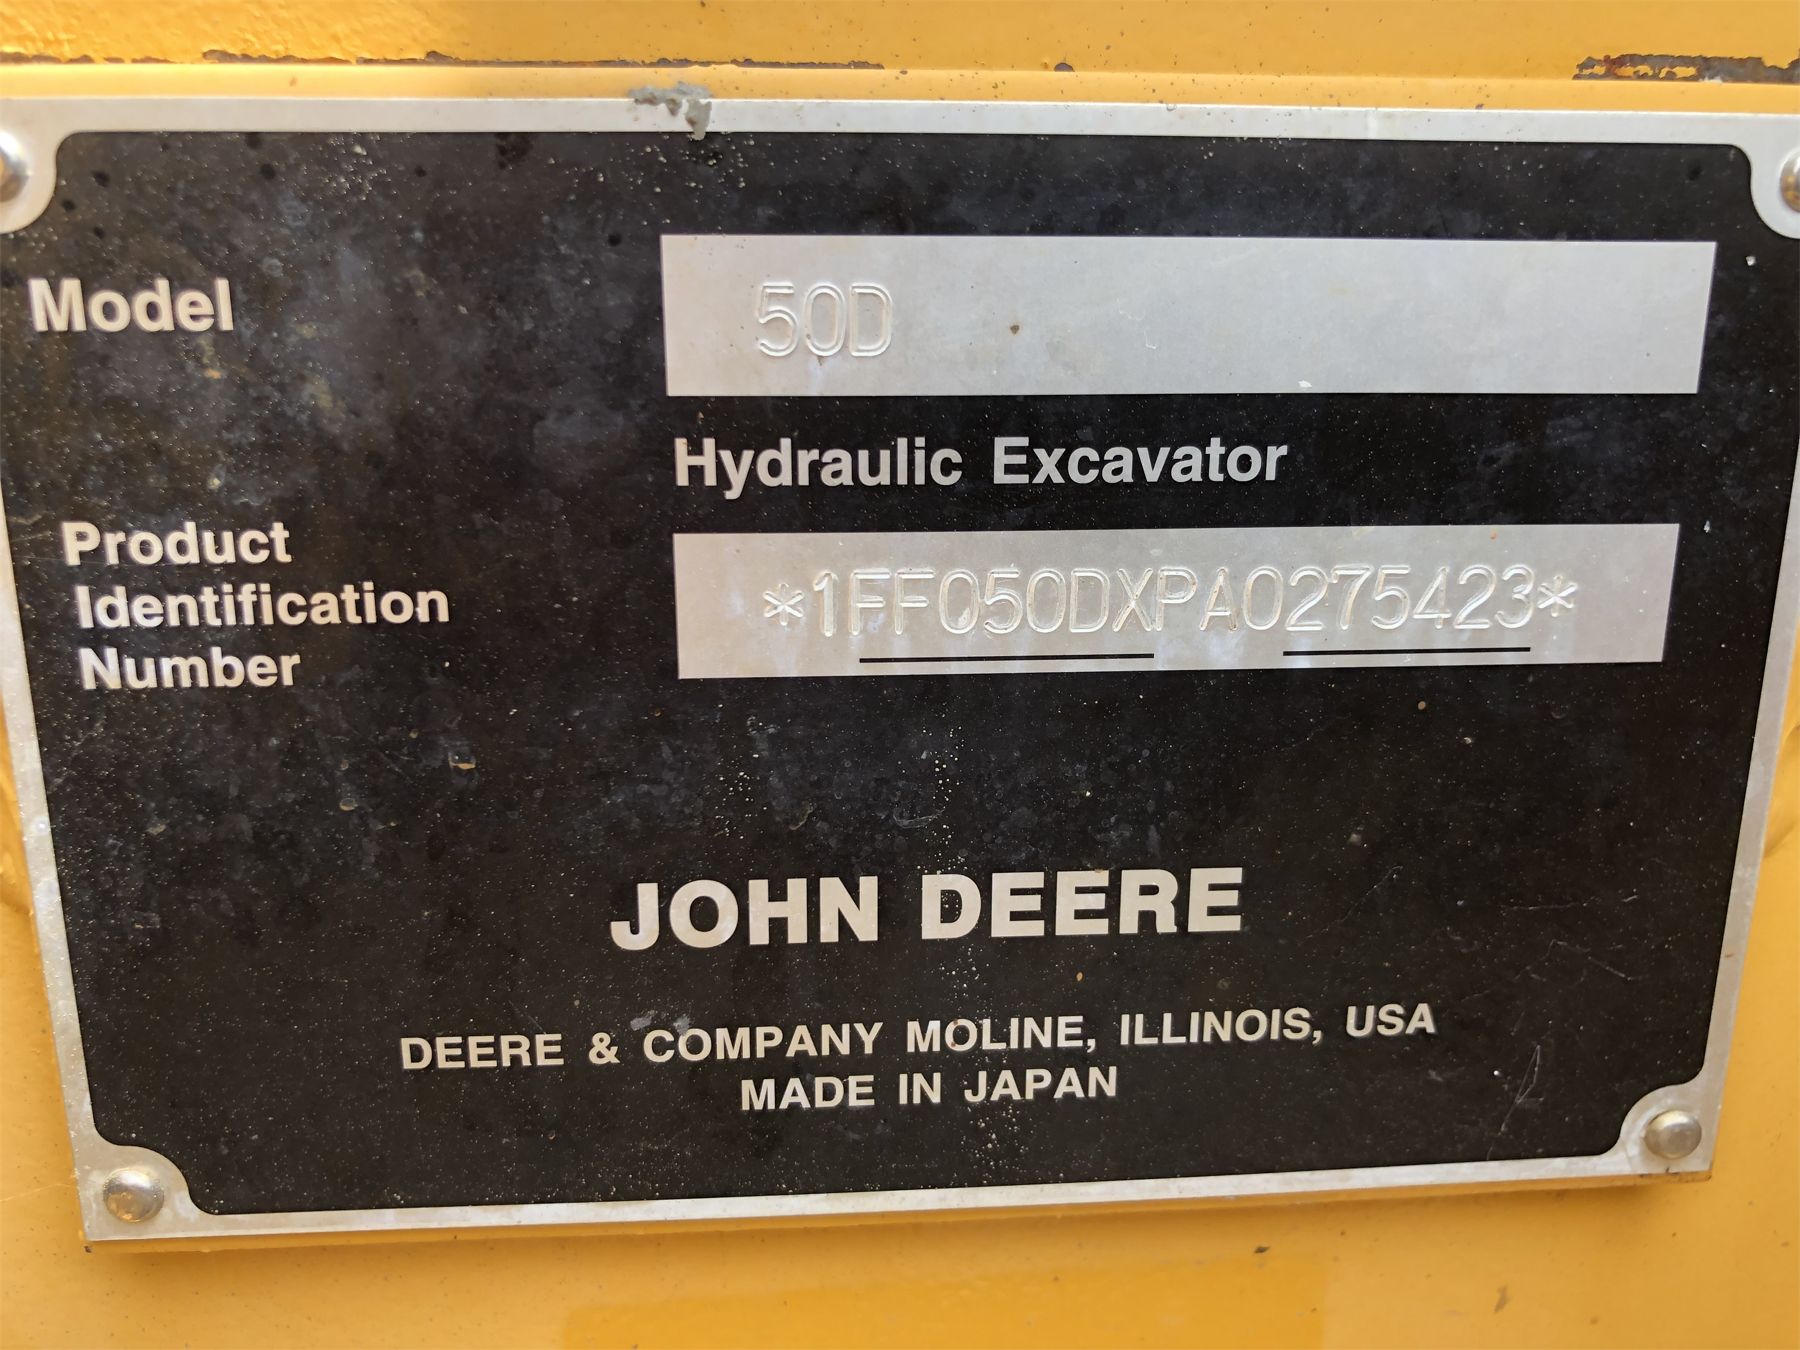 Model
50D
Hydraulic Excavator
Product
Identification
Number
*1FF050DXPA0275423*
JOHN DEERE
DEERE & COMPANY MOLINE, ILLINOIS, USA
MADE IN JAPAN